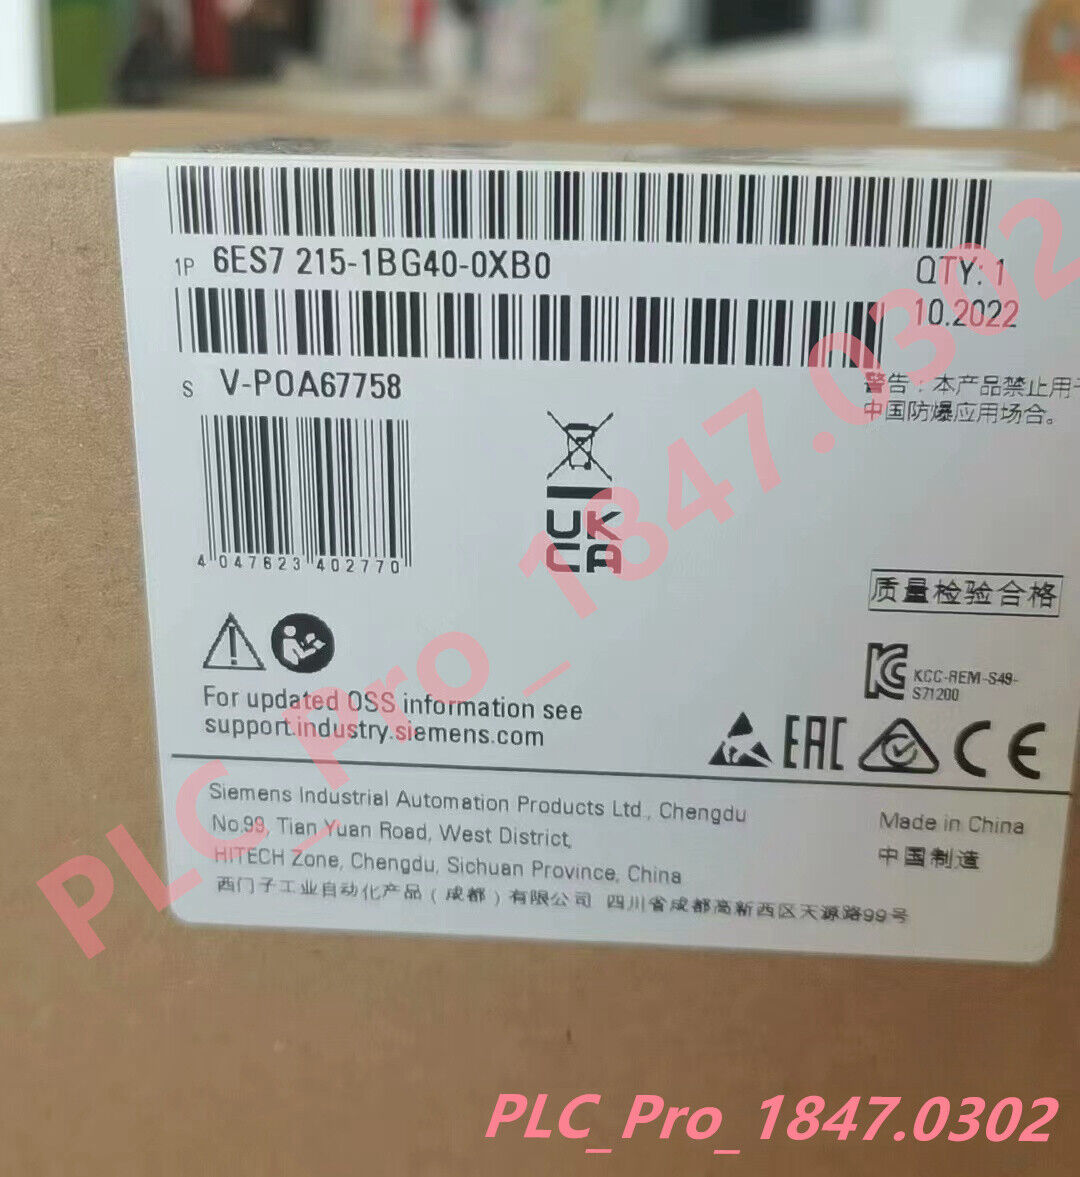 1P 6ES7 215-1BG40-0XB0
QTY: 1
10.2022
S V-POA67758
警告：本产品禁止用于
中国防爆应用场合。
4 047623 402770
UK
CA
质量检验合格
KCC-REM-S49-
S71200
For updated OSS information see
support.industry.siemens.com
EAC CE
Siemens Industrial Automation Products Ltd., Chengdu
No.99, Tian Yuan Road, West District,
HITECH Zone, Chengdu, Sichuan Province, China
西门子工业自动化产品（成都）有限公司 四川省成都高新西区天源路99号
Made in China
中国制造
PLC_Pro_1847.0302
PLC_Pro_1847.0302